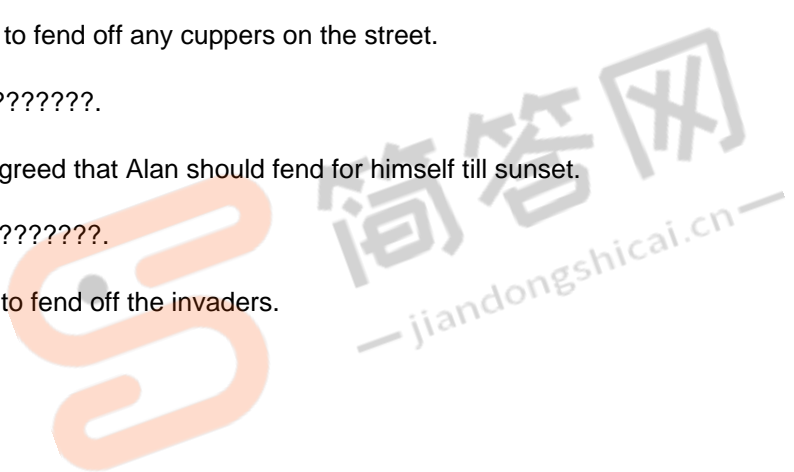 to fend off any cuppers on the street.
???????.
greed that Alan should fend for himself till sunset.
???????.
to fend off the invaders.
简答网
jiandongshicai.cn